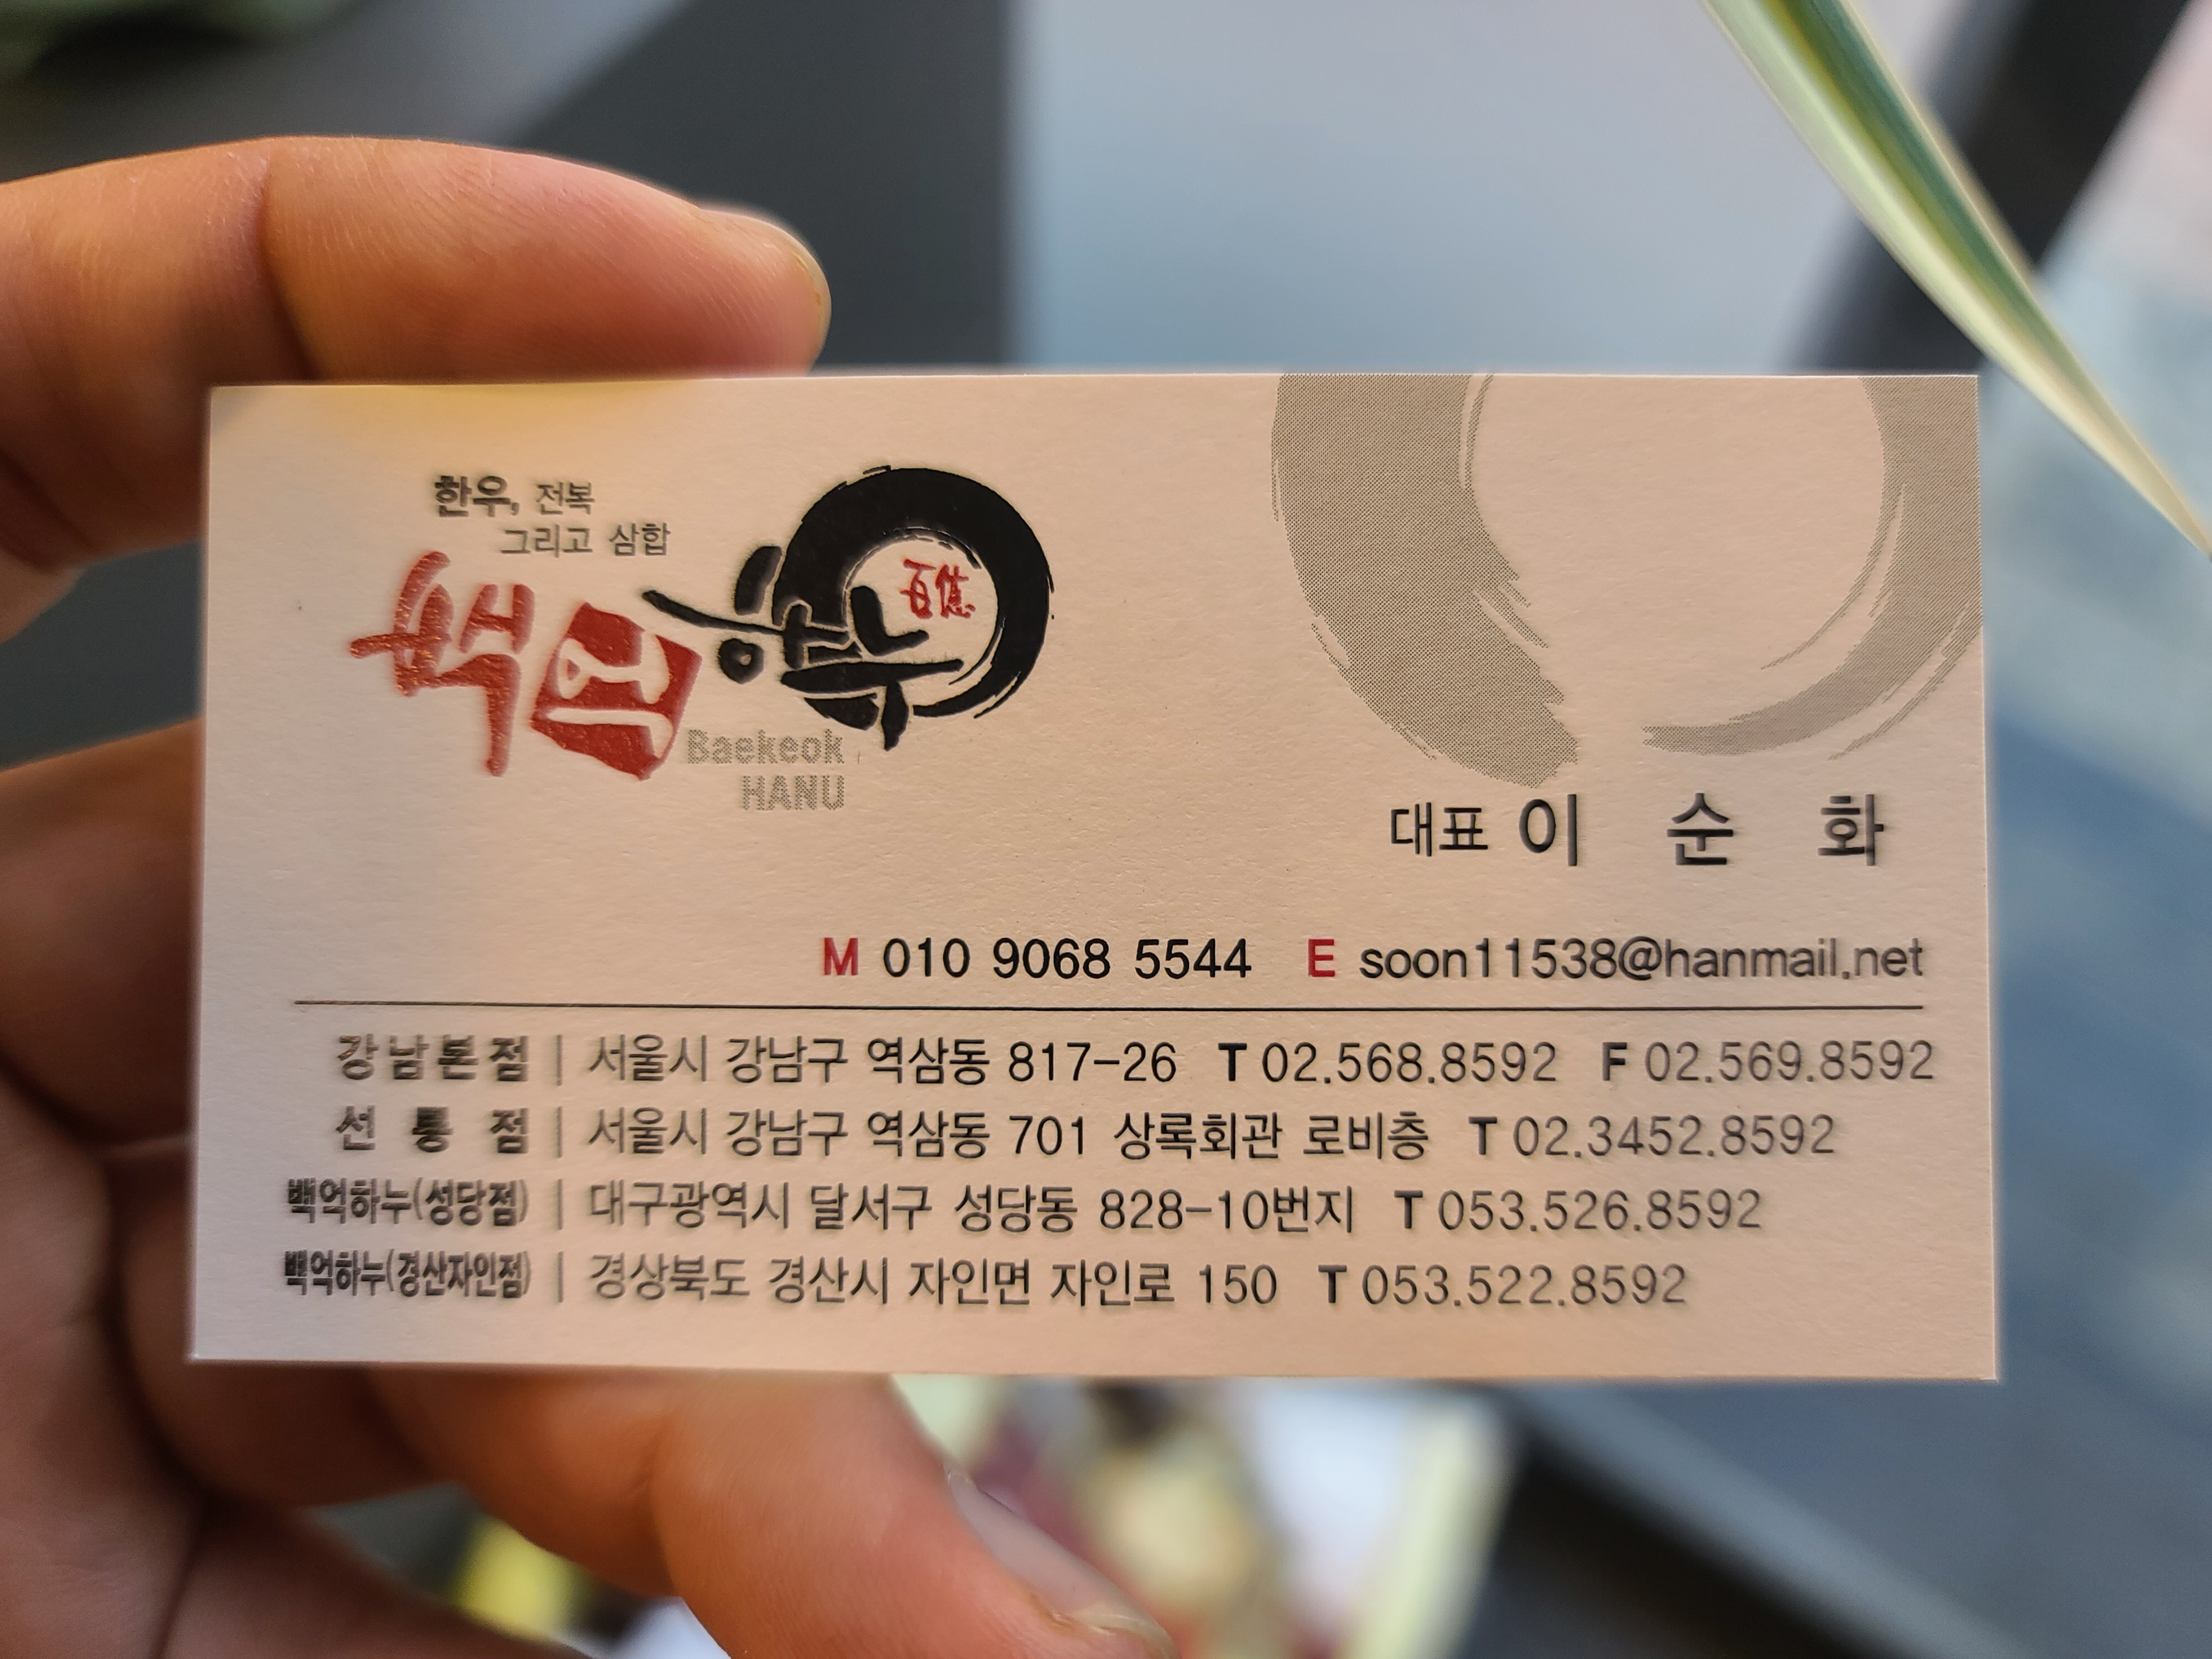 한우, 전복
그리고 삼합
백억하누
百億
Baekeok
HANU
대표 이 순 화
M 010 9068 5544 E soon11538@hanmail.net
강남본점 | 서울시 강남구 역삼동 817-26 T 02.568.8592 F 02.569.8592
선 릉 점 | 서울시 강남구 역삼동 701 상록회관 로비층 T 02.3452.8592
백억하누(성당점) | 대구광역시 달서구 성당동 828-10번지 T 053.526.8592
백억하누(경산자인점) | 경상북도 경산시 자인면 자인로 150 T 053.522.8592